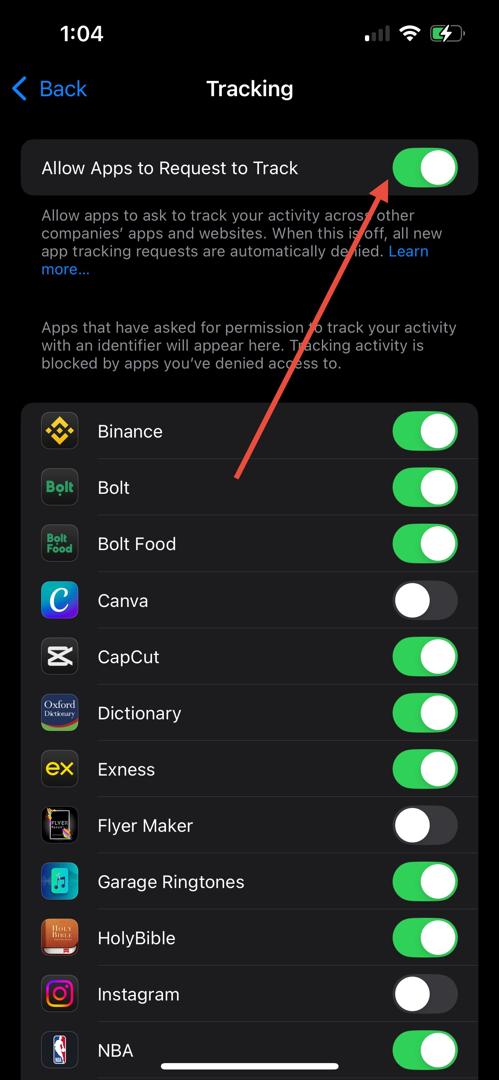 1:04
Back
Tracking
Allow Apps to Request to Track
Allow apps to ask to track your activity across other
companies’ apps and websites. When this is off, all new
app tracking requests are automatically denied. Learn
more...
Apps that have asked for permission to track your activity
with an identifier will appear here. Tracking activity is
blocked by apps you’ve denied access to.
Binance
Bolt
Bolt
Bolt
Food
Bolt Food
C
Canva
CapCut
Oxford
Dictionary
Dictionary
ex
Exness
FLYER
Flyer Maker
Garage Ringtones
HOLY
BIBLE
HolyBible
Instagram
NBA